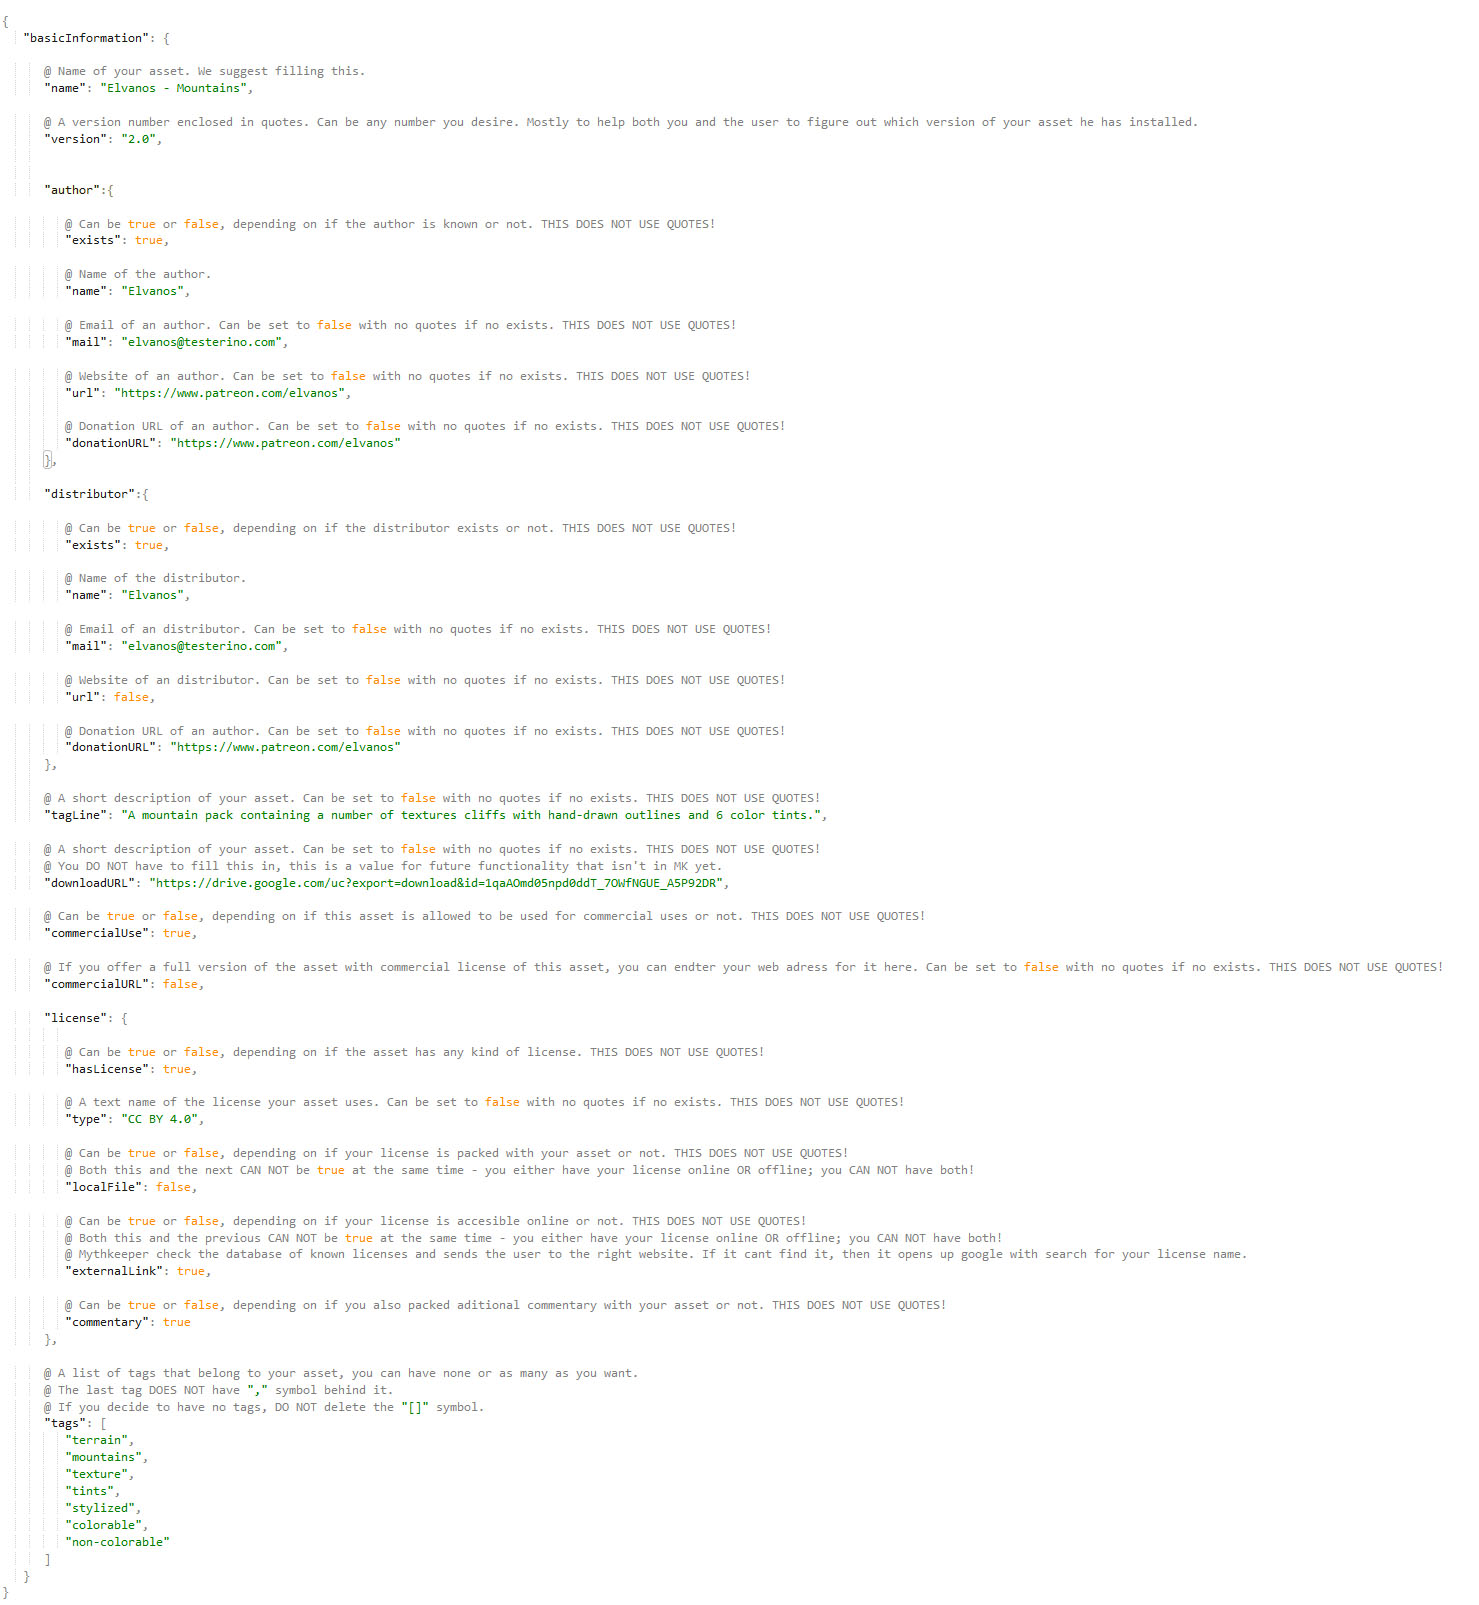 {
"basicInformation": {
@ Name of your asset. We suggest filling this.
"name": "Elvanos - Mountains",
@ A version number enclosed in quotes. Can be any number you desire. Mostly to help both you and the user to figure out which version of your asset he has installed.
"version": "2.0",
"author":{
@ Can be true or false, depending on if the author is known or not. THIS DOES NOT USE QUOTES!
"exists": true,
@ Name of the author.
"name": "Elvanos",
@ Email of an author. Can be set to false with no quotes if no exists. THIS DOES NOT USE QUOTES!
"mail": "elvanos@testerino.com",
@ Website of an author. Can be set to false with no quotes if no exists. THIS DOES NOT USE QUOTES!
"url": "https://www.patreon.com/elvanos",
@ Donation URL of an author. Can be set to false with no quotes if no exists. THIS DOES NOT USE QUOTES!
"donationURL": "https://www.patreon.com/elvanos"
},
"distributor":{
@ Can be true or false, depending on if the distributor exists or not. THIS DOES NOT USE QUOTES!
"exists": true,
@ Name of the distributor.
"name": "Elvanos",
@ Email of an distributor. Can be set to false with no quotes if no exists. THIS DOES NOT USE QUOTES!
"mail": "elvanos@testerino.com",
@ Website of an distributor. Can be set to false with no quotes if no exists. THIS DOES NOT USE QUOTES!
"url": false,
@ Donation URL of an author. Can be set to false with no quotes if no exists. THIS DOES NOT USE QUOTES!
"donationURL": "https://www.patreon.com/elvanos"
},
@ A short description of your asset. Can be set to false with no quotes if no exists. THIS DOES NOT USE QUOTES!
"tagLine": "A mountain pack containing a number of textures cliffs with hand-drawn outlines and 6 color tints.",
@ A short description of your asset. Can be set to false with no quotes if no exists. THIS DOES NOT USE QUOTES!
@ You DO NOT have to fill this in, this is a value for future functionality that isn't in MK yet.
"downloadURL": "https://drive.google.com/uc?export=download&id=1qaAOmd05npd0ddT_7OWfNGUE_A5P92DR",
@ Can be true or false, depending on if this asset is allowed to be used for commercial uses or not. THIS DOES NOT USE QUOTES!
"commercialUse": true,
@ If you offer a full version of the asset with commercial license of this asset, you can endter your web adress for it here. Can be set to false with no quotes if no exists. THIS DOES NOT USE QUOTES!
"commercialURL": false,
"license": {
@ Can be true or false, depending on if the asset has any kind of license. THIS DOES NOT USE QUOTES!
"hasLicense": true,
@ A text name of the license your asset uses. Can be set to false with no quotes if no exists. THIS DOES NOT USE QUOTES!
"type": "CC BY 4.0",
@ Can be true or false, depending on if your license is packed with your asset or not. THIS DOES NOT USE QUOTES!
@ Both this and the next CAN NOT be true at the same time - you either have your license online OR offline; you CAN NOT have both!
"localFile": false,
@ Can be true or false, depending on if your license is accesible online or not. THIS DOES NOT USE QUOTES!
@ Both this and the previous CAN NOT be true at the same time - you either have your license online OR offline; you CAN NOT have both!
@ Mythkeeper check the database of known licenses and sends the user to the right website. If it cant find it, then it opens up google with search for your license name.
"externalLink": true,
@ Can be true or false, depending on if you also packed aditional commentary with your asset or not. THIS DOES NOT USE QUOTES!
"commentary": true
},
@ A list of tags that belong to your asset, you can have none or as many as you want.
@ The last tag DOES NOT have "," symbol behind it.
@ If you decide to have no tags, DO NOT delete the "[]" symbol.
"tags": [
"terrain",
"mountains",
"texture",
"tints",
"stylized",
"colorable",
"non-colorable"
]
}
}